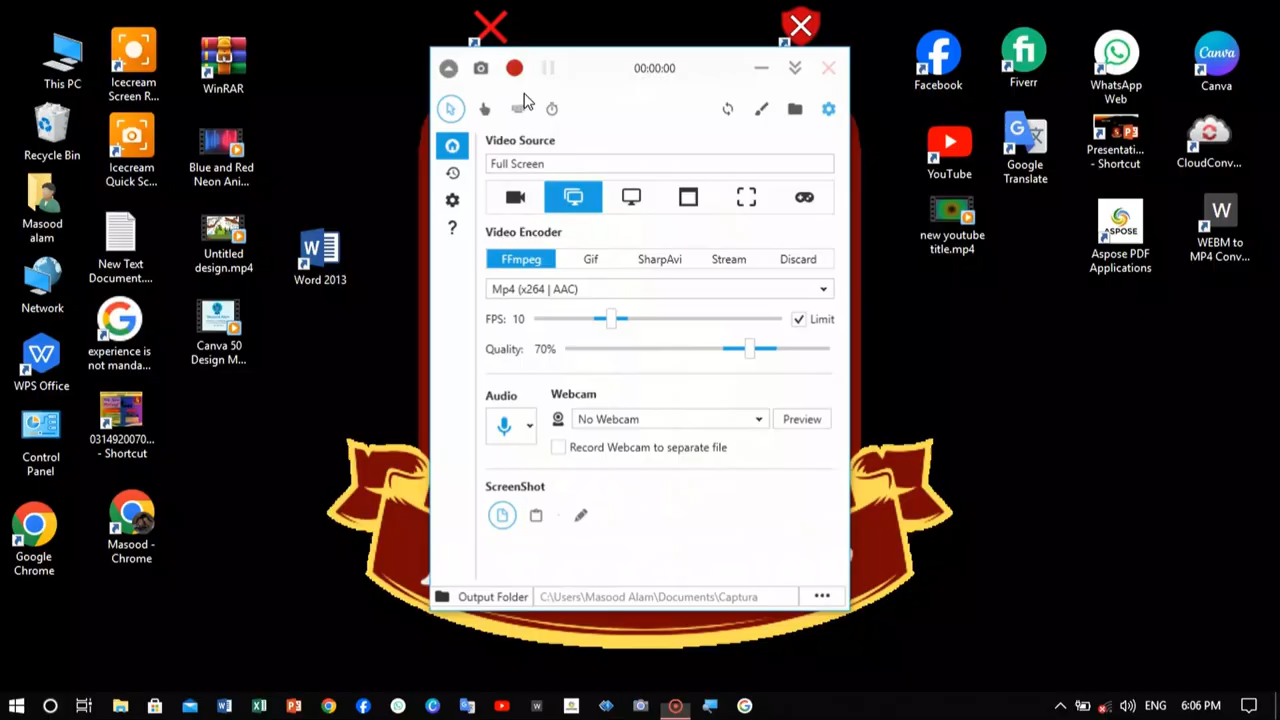 This PC
Icecream
Screen R...
WinRAR
Recycle Bin
Icecream
Quick Sc...
Blue and Red
Neon Ani...
Masood
alam
New Text
Document....
Untitled
design.mp4
Word 2013
Network
experience is
not manda...
Canva 50
Design M...
WPS Office
0314920070...
- Shortcut
Control
Panel
Google
Chrome
Masood -
Chrome
00:00:00
Video Source
Full Screen
Video Encoder
FFmpeg
Gif
SharpAvi
Stream
Discard
Mp4 (x264 | AAC)
FPS: 10
Limit
Quality: 70%
Audio
Webcam
No Webcam
Preview
Record Webcam to separate file
ScreenShot
Output Folder
C:\Users\Masood Alam\Documents\Captura
Facebook
Fiverr
WhatsApp
Web
Canva
YouTube
Google
Translate
Presentati...
- Shortcut
CloudConv...
new youtube
title.mp4
Aspose PDF
Applications
WEBM to
MP4 Conv...
ENG
6:06 PM